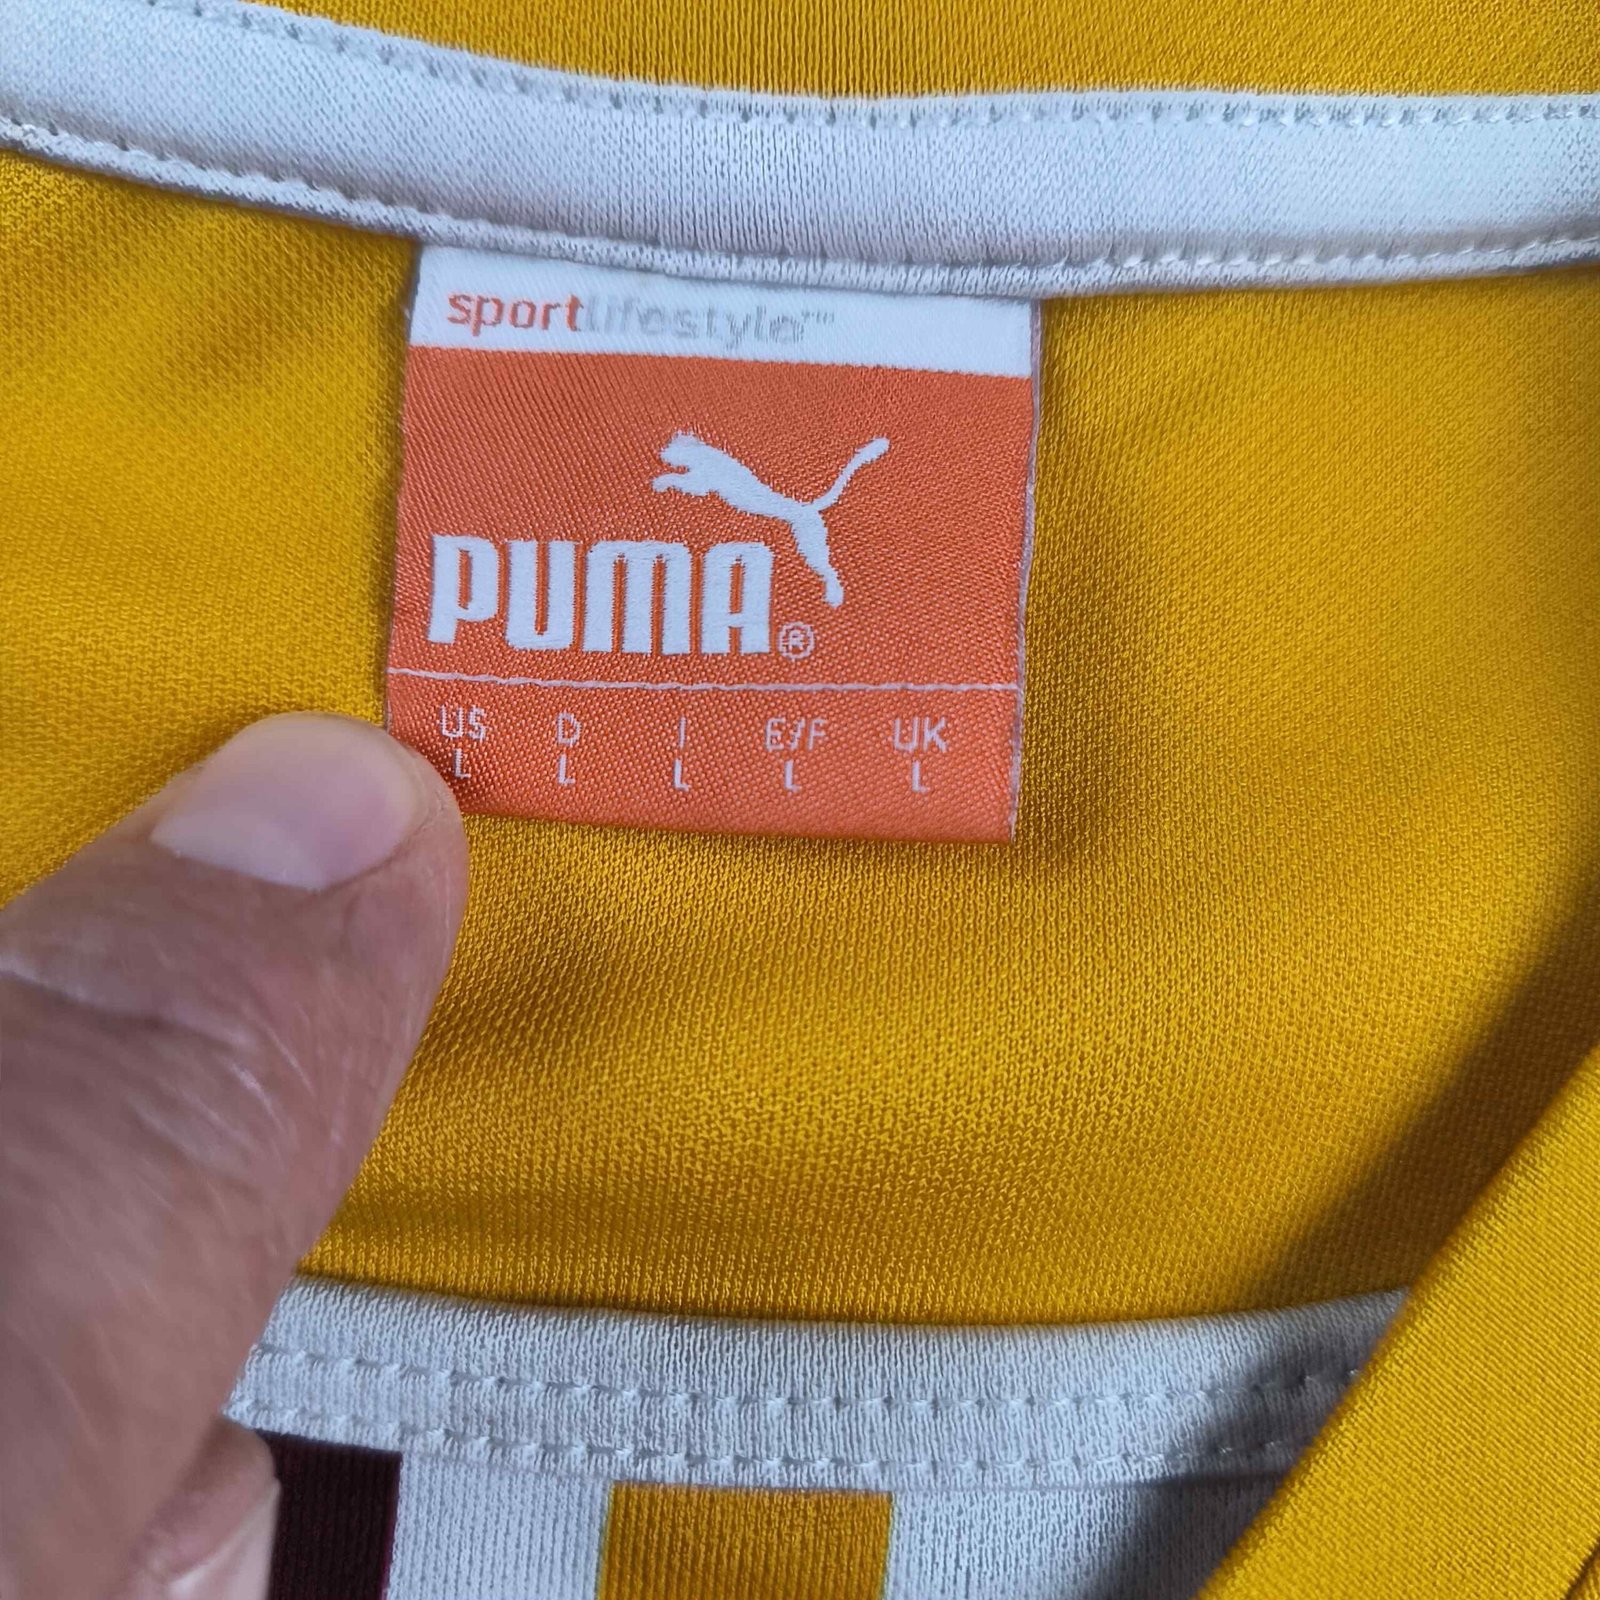 sportlifestyle™
PUMA®
US D I E/F UK
L L L L L